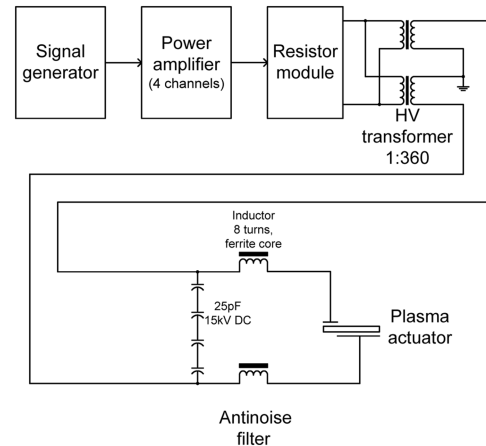 Signal
generator
Power
amplifier
(4 channels)
Resistor
module
HV
transformer
1:360
Inductor
8 turns,
ferrite core
25pF
15kV DC
Plasma
actuator
Antinoise
filter